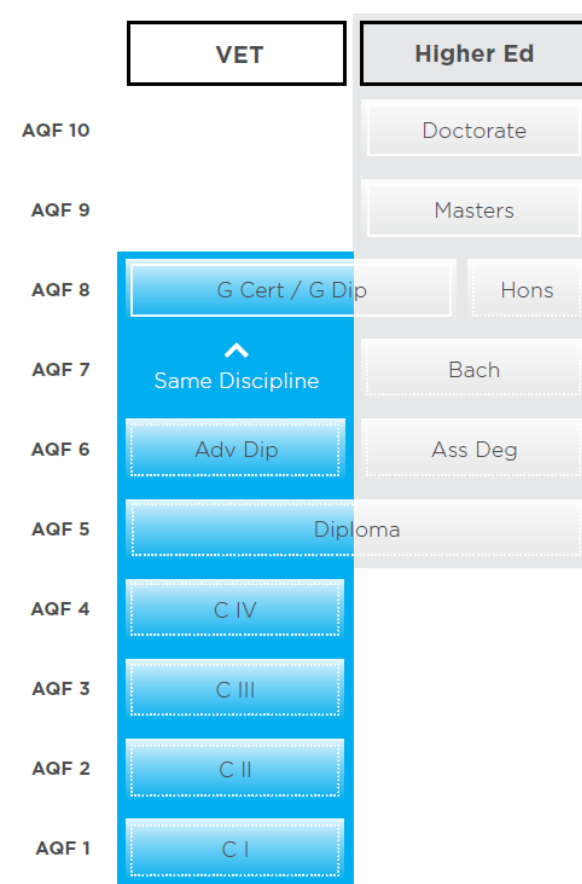 VET Higher Ed
AQF 10 Doctorate
AQF 9 Masters
AQF 8 G Cert / G Dip Hons
AQF 7 Same Discipline Bach
AQF 6 Adv Dip Ass Deg
AQF 5 Diploma
AQF 4 C IV
AQF 3 C III
AQF 2 C II
AQF 1 C I